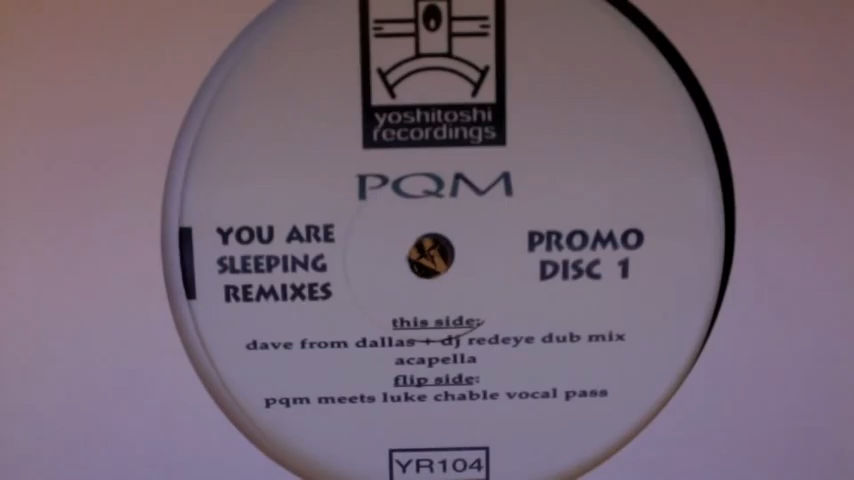 yoshitoshi
recordings
PQM
YOU ARE
SLEEPING
REMIXES
PROMO
DISC 1
this side:
dave from dallas + dj redeye dub mix
acapella
flip side:
pqm meets luke chable vocal pass
YR104